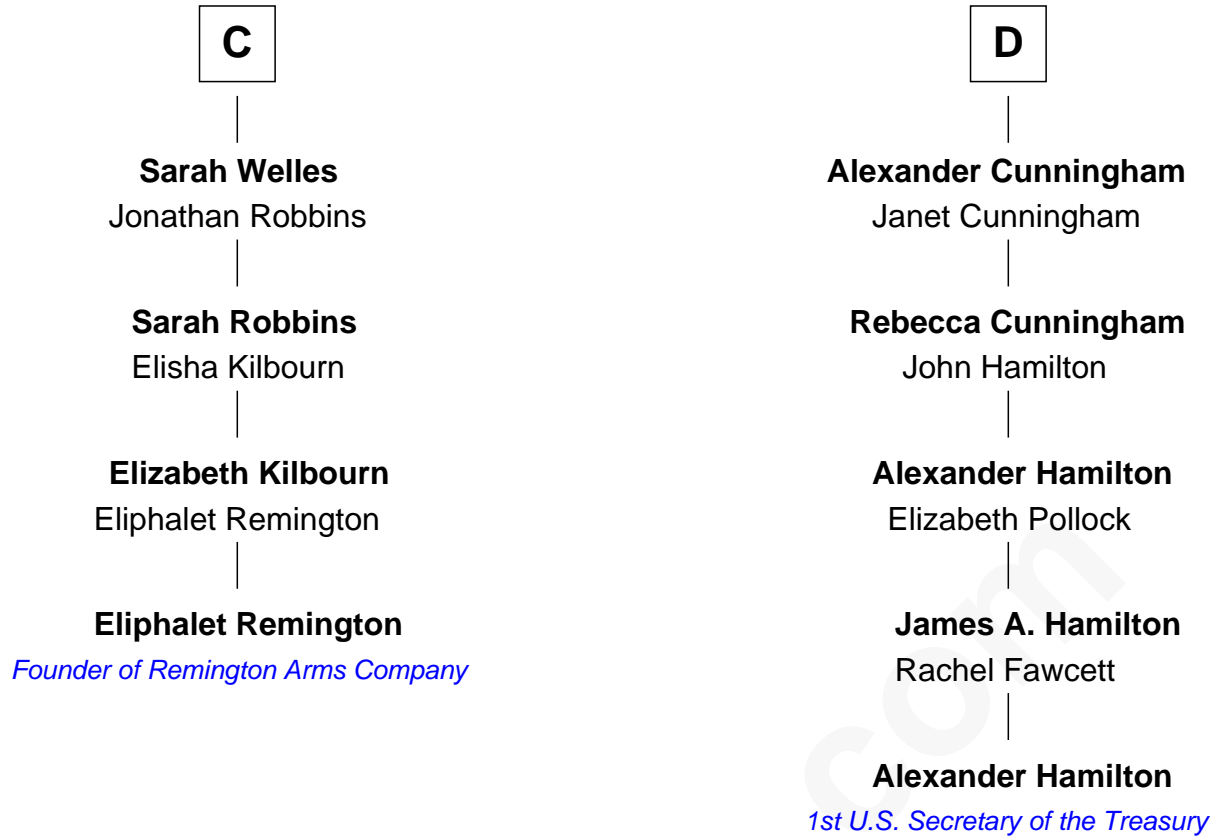 C
Sarah Welles
Jonathan Robbins
Sarah Robbins
Elisha Kilbourn
Elizabeth Kilbourn
Eliphalet Remington
Eliphalet Remington
Founder of Remington Arms Company
D
Alexander Cunningham
Janet Cunningham
Rebecca Cunningham
John Hamilton
Alexander Hamilton
Elizabeth Pollock
James A. Hamilton
Rachel Fawcett
Alexander Hamilton
1st U.S. Secretary of the Treasury
com